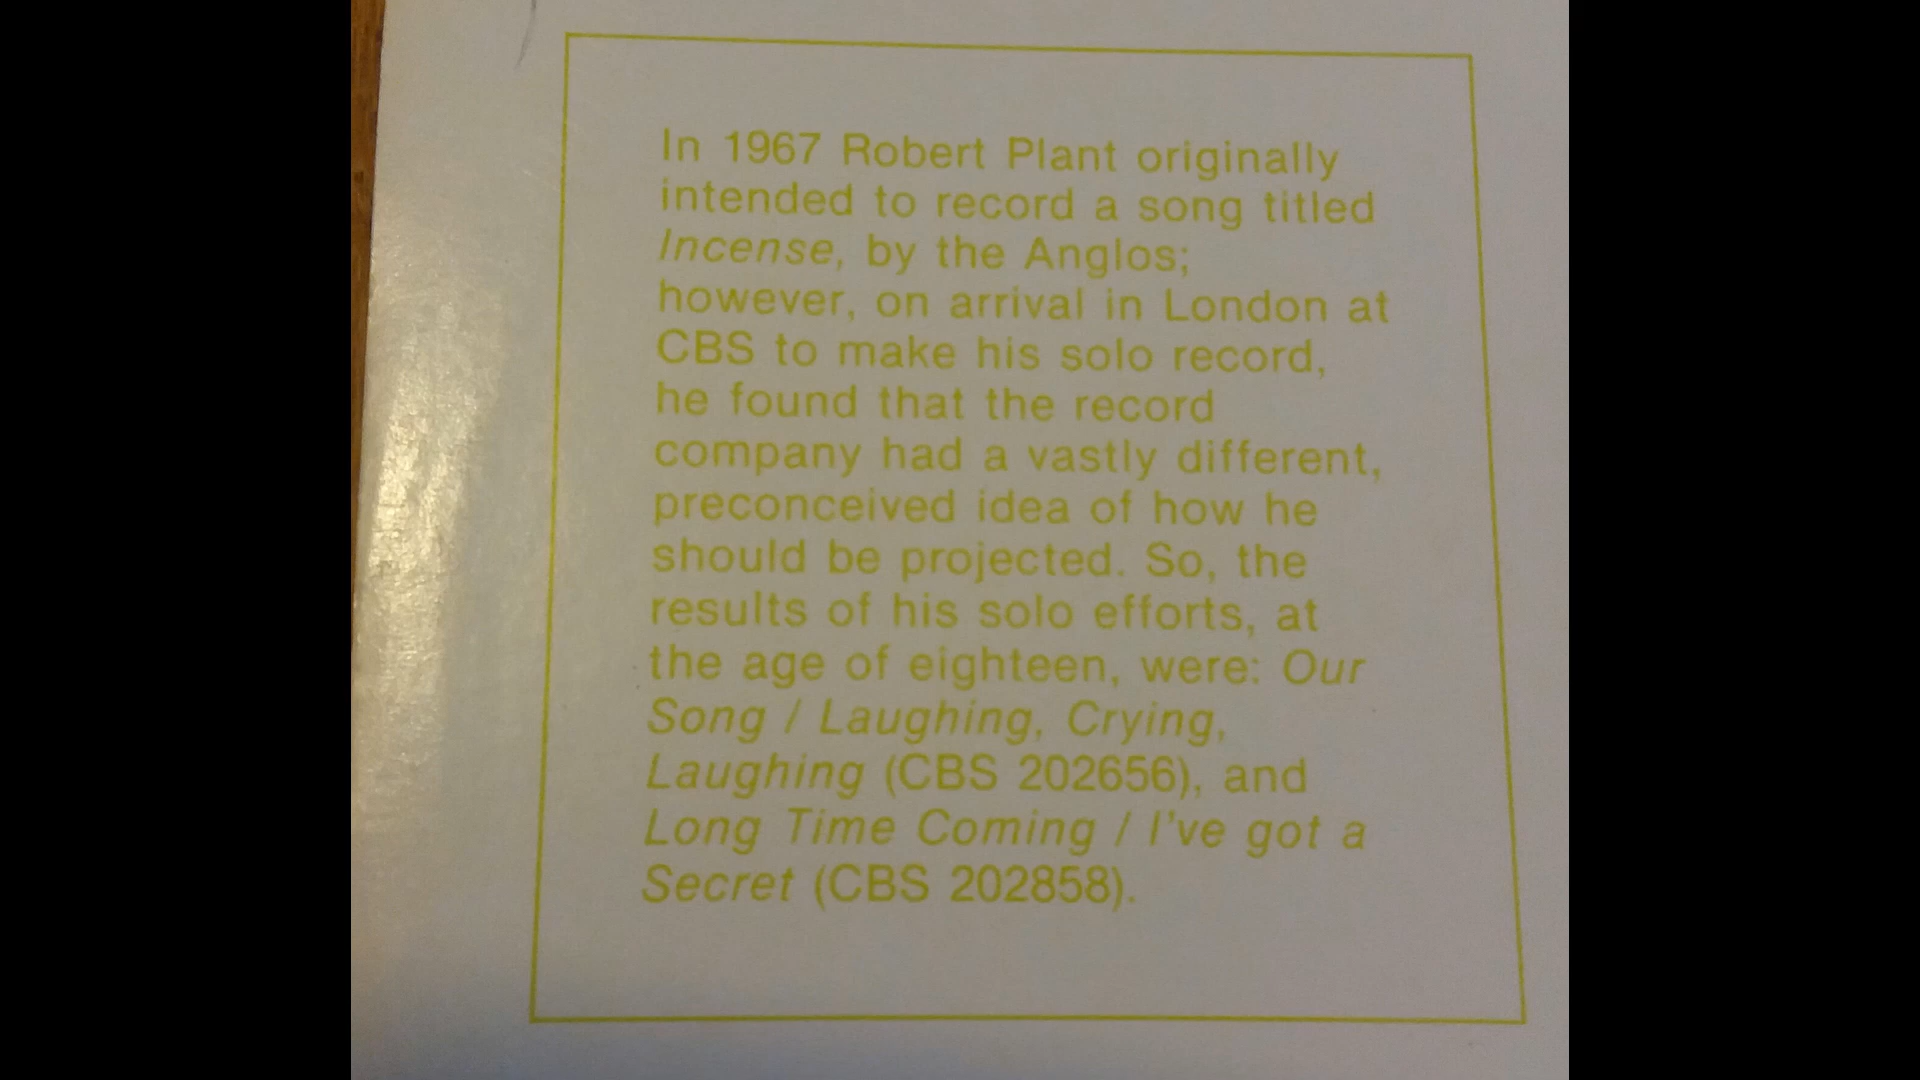 In 1967 Robert Plant originally
intended to record a song titled
Incense, by the Anglos;
however, on arrival in London at
CBS to make his solo record,
he found that the record
company had a vastly different,
preconceived idea of how he
should be projected. So, the
results of his solo efforts, at
the age of eighteen, were: Our
Song / Laughing, Crying,
Laughing (CBS 202656), and
Long Time Coming / I've got a
Secret (CBS 202858).